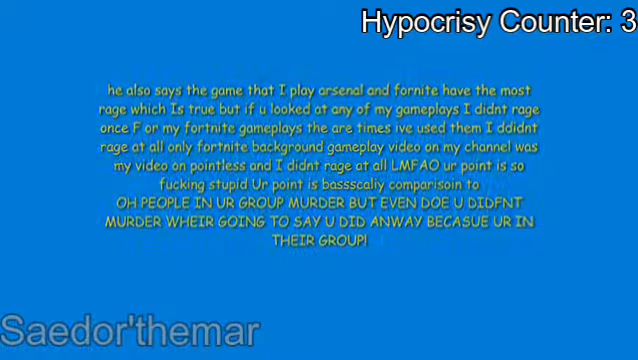 Hypocrisy Counter: 3
he also says the game that I play arsenal and fornite have the most
rage which Is true but if u looked at any of my gameplays I didnt rage
once F or my fortnite gameplays the are times ive used them I ddidnt
rage at all only fortnite background gameplay video on my channel was
my video on pointless and I didnt rage at all LMFAO ur point is so
fucking stupid Ur point is bassscaliy comparisoin to
OH PEOPLE IN UR GROUP MURDER BUT EVEN DOE U DIDFNT
MURDER WHEIR GOING TO SAY U DID ANWAY BECASUE UR IN
THEIR GROUP!
Saedor'themar